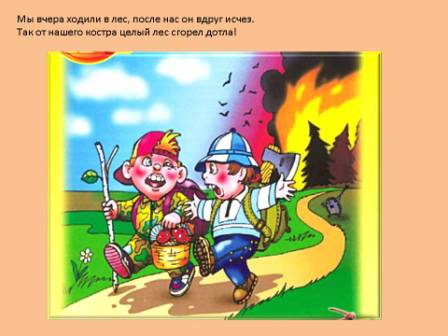 Мы вчера ходили в лес, после нас он вдруг исчез.
Так от нашего костра целый лес сгорел дотла!